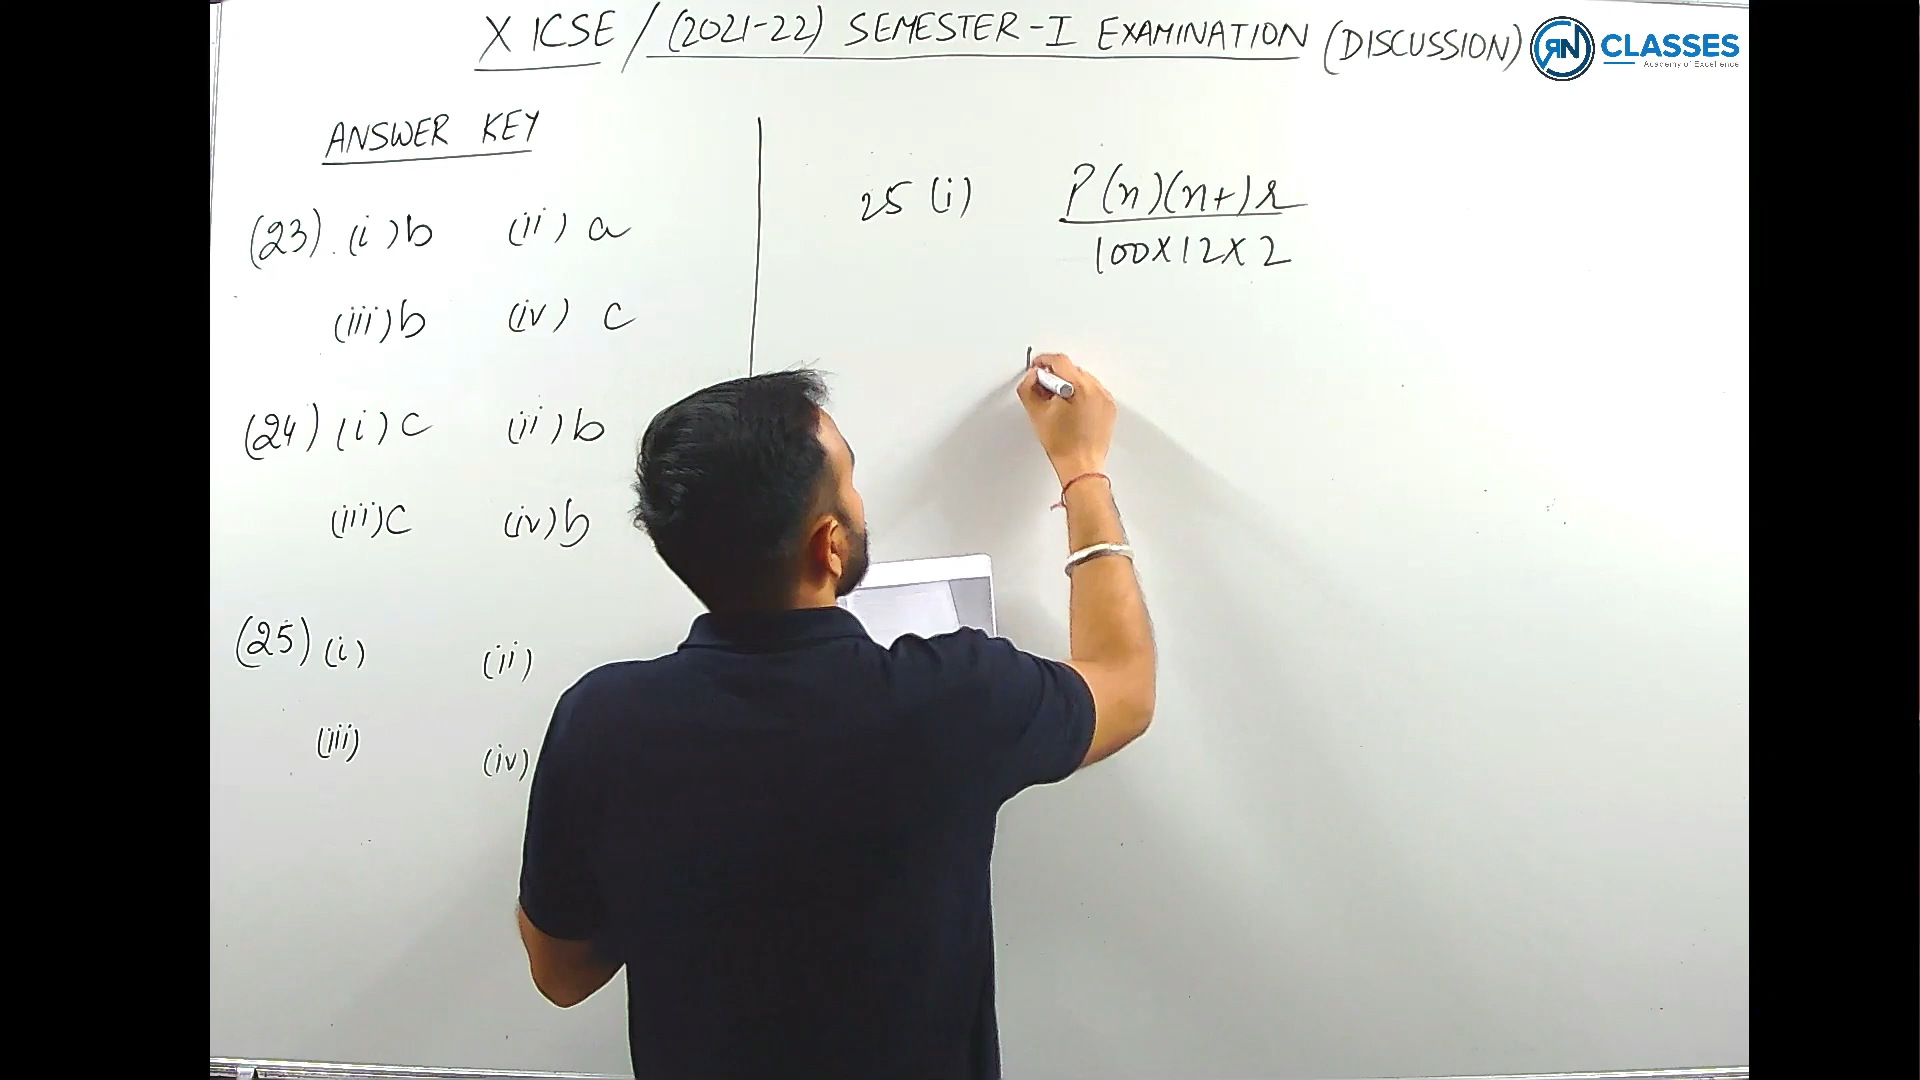 X ICSE / (2021-22) SEMESTER-I EXAMINATION (DISCUSSION)
RN CLASSES
Academy of Excellence
ANSWER KEY
(23). (i) b (ii) a
(iii) b (iv) c
(24) (i) c (ii) b
(iii) c (iv) b
(25) (i) (ii)
(iii) (iv)
25 (i) P(n)(n+)r
100×12×2